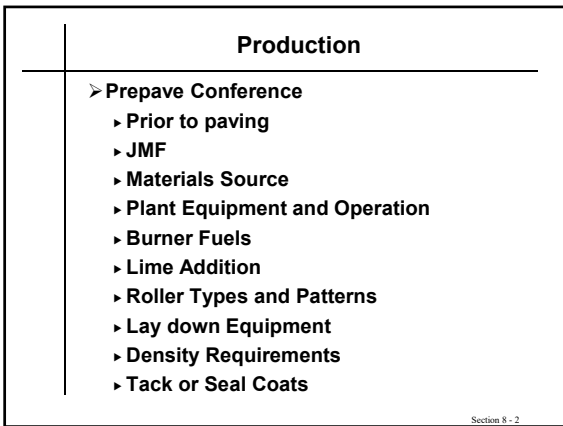 Production
➢Prepave Conference
▸Prior to paving
▸JMF
▸Materials Source
▸Plant Equipment and Operation
▸Burner Fuels
▸Lime Addition
▸Roller Types and Patterns
▸Lay down Equipment
▸Density Requirements
▸Tack or Seal Coats
Section 8 - 2